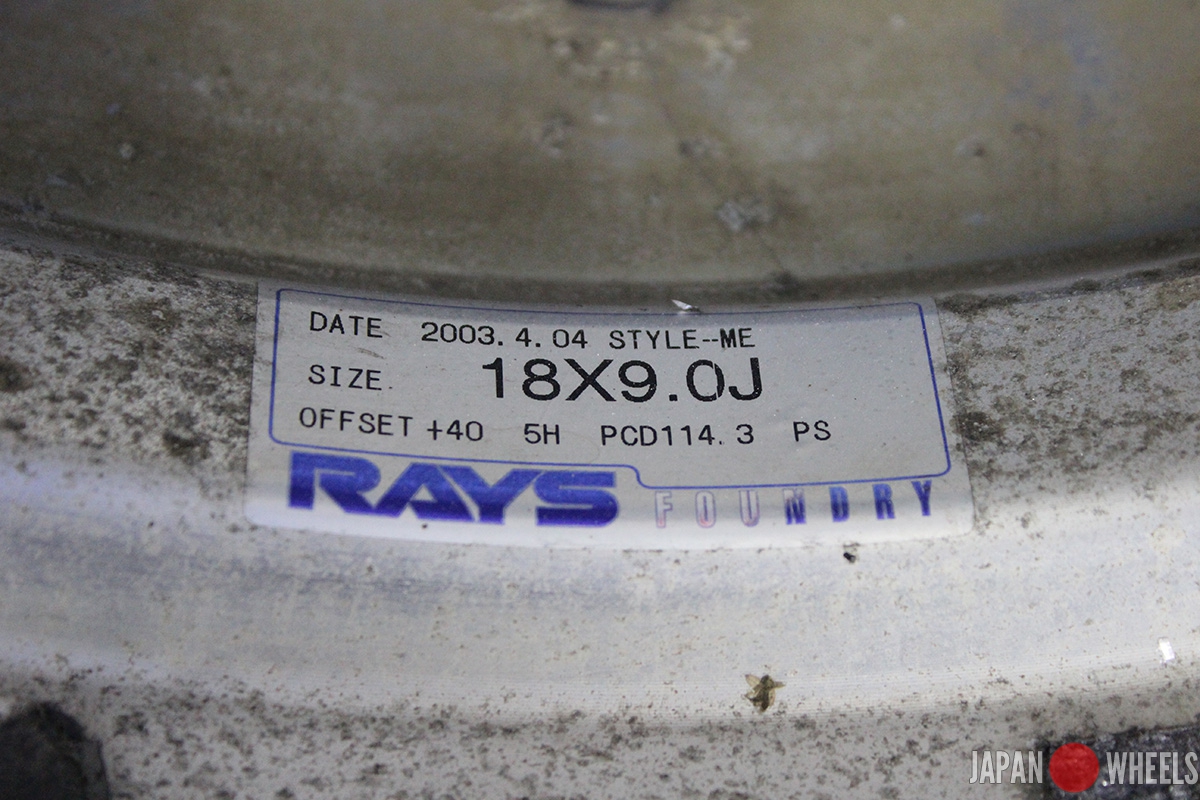 DATE 2003.4.04 STYLE--ME
SIZE. 18X9.0J
OFFSET +40 5H PCD114.3 PS
RAYS FOUNDRY
JAPAN WHEELS